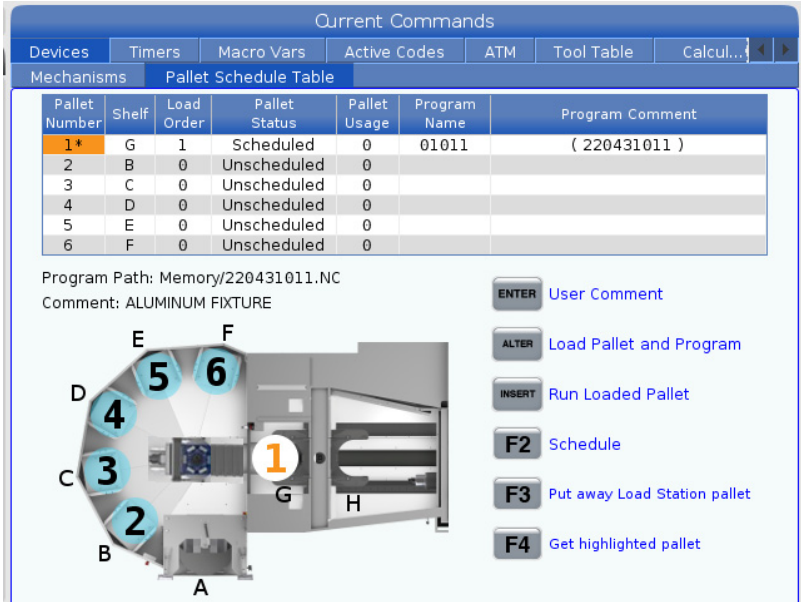 Current Commands
Devices Timers Macro Vars Active Codes ATM Tool Table Calcul...
Mechanisms Pallet Schedule Table
Pallet Number Shelf Load Order Pallet Status Pallet Usage Program Name Program Comment
1* G 1 Scheduled 0 01011 ( 220431011 )
2 B 0 Unscheduled 0
3 C 0 Unscheduled 0
4 D 0 Unscheduled 0
5 E 0 Unscheduled 0
6 F 0 Unscheduled 0
Program Path: Memory/220431011.NC
Comment: ALUMINUM FIXTURE
ENTER User Comment
ALTER Load Pallet and Program
INSERT Run Loaded Pallet
F2 Schedule
F3 Put away Load Station pallet
F4 Get highlighted pallet
E F
5 6
D 4
1
C 3
G H
2
B
A